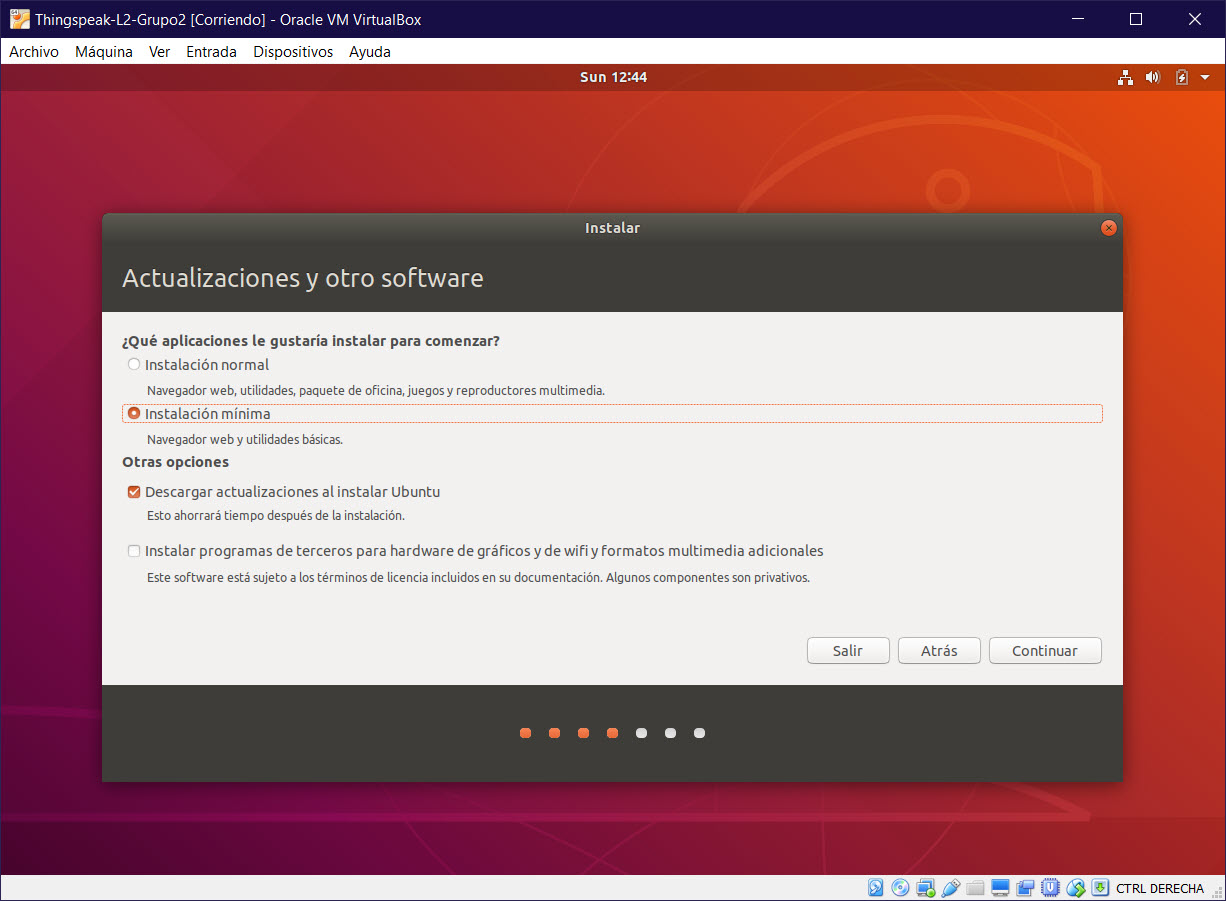 Thingspeak-L2-Grupo2 [Corriendo] - Oracle VM VirtualBox
Archivo Máquina Ver Entrada Dispositivos Ayuda
Sun 12:44
Instalar
Actualizaciones y otro software
¿Qué aplicaciones le gustaría instalar para comenzar?
Instalación normal
Navegador web, utilidades, paquete de oficina, juegos y reproductores multimedia.
Instalación mínima
Navegador web y utilidades básicas.
Otras opciones
Descargar actualizaciones al instalar Ubuntu
Esto ahorrará tiempo después de la instalación.
Instalar programas de terceros para hardware de gráficos y de wifi y formatos multimedia adicionales
Este software está sujeto a los términos de licencia incluidos en su documentación. Algunos componentes son privativos.
Salir Atrás Continuar
CTRL DERECHA